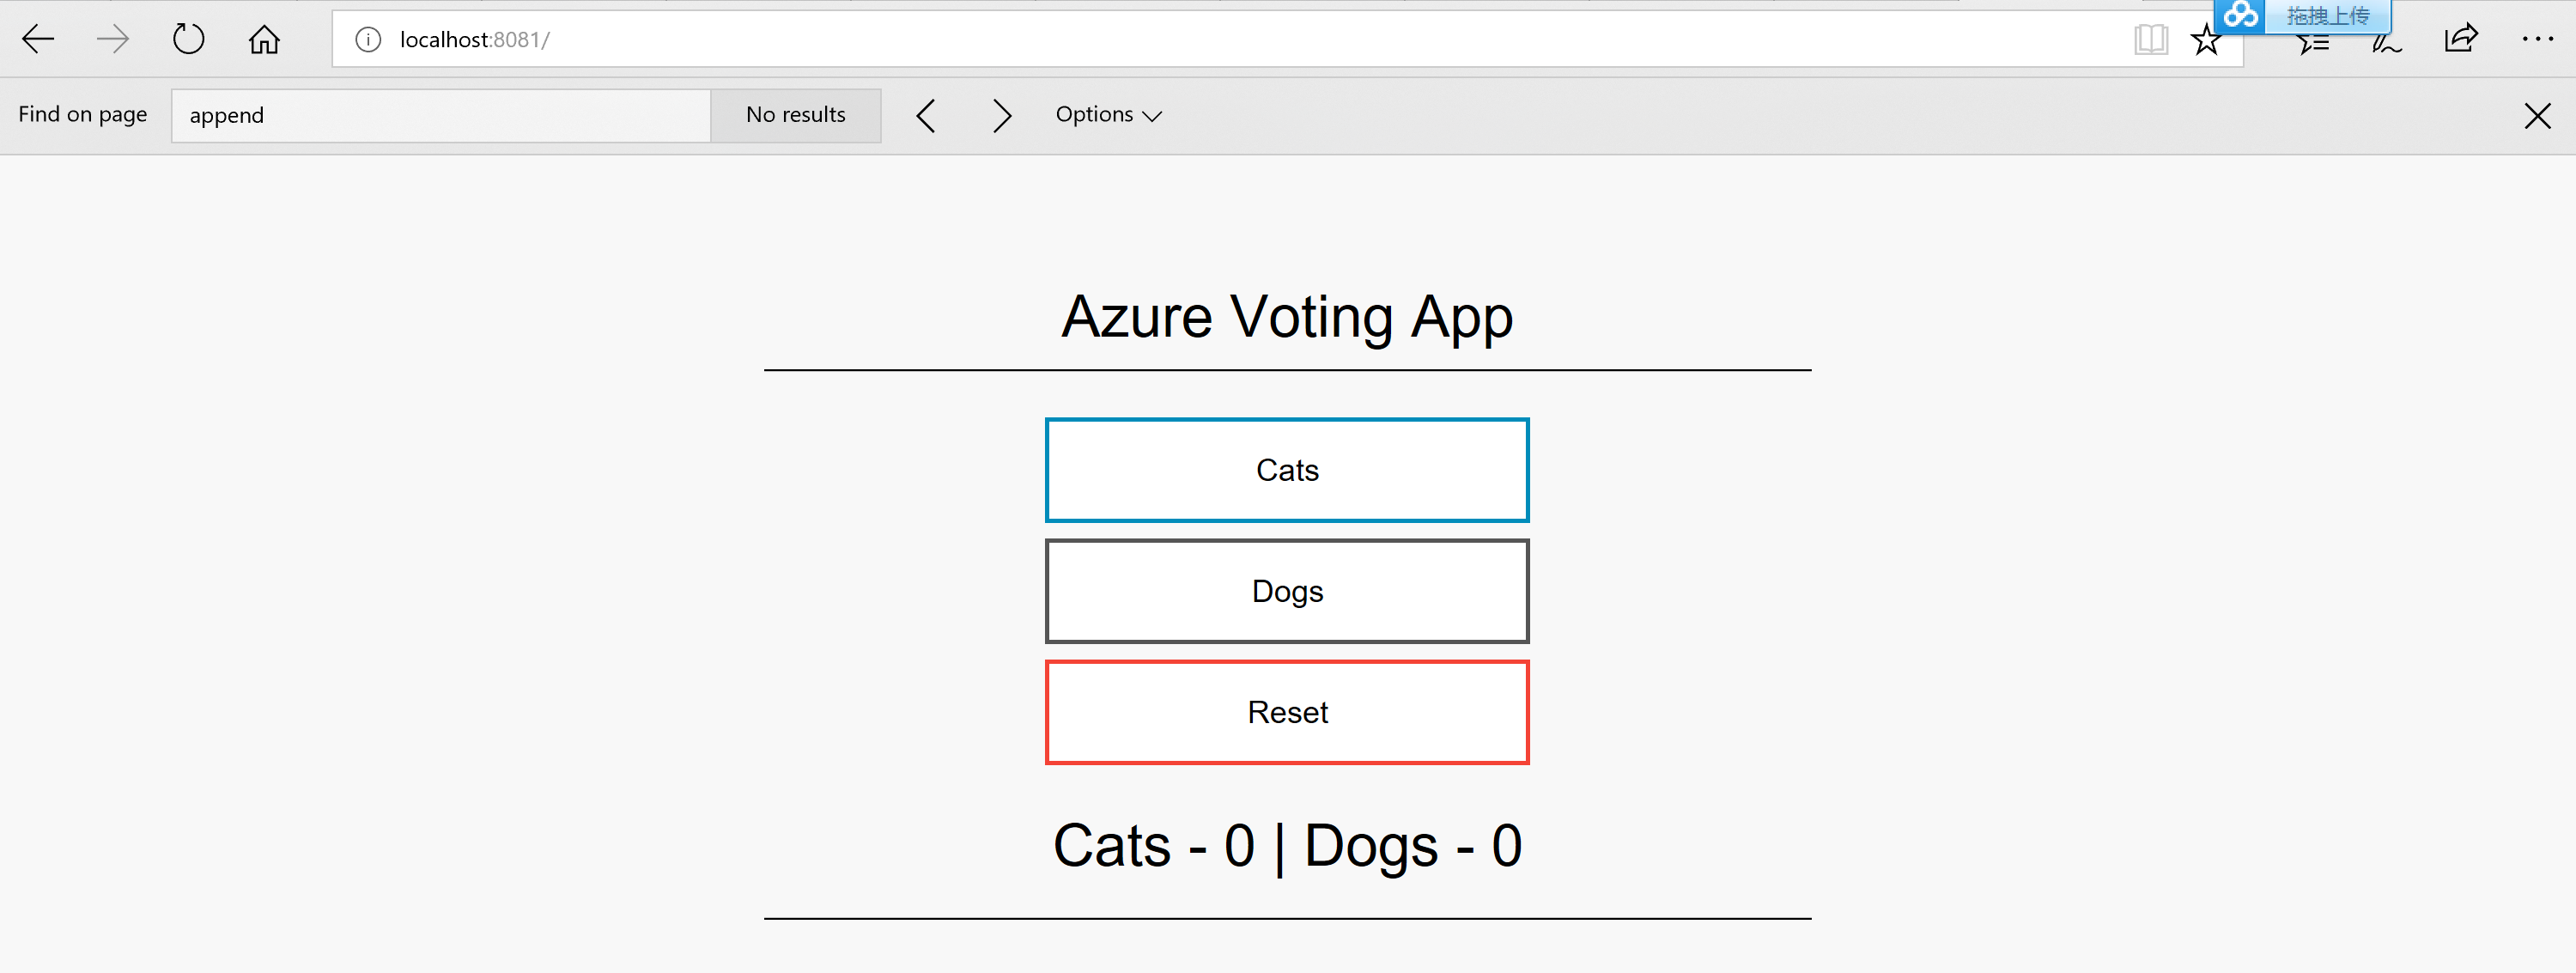 拖拽上传
localhost:8081/
Find on page append No results Options
Azure Voting App
Cats
Dogs
Reset
Cats - 0 | Dogs - 0